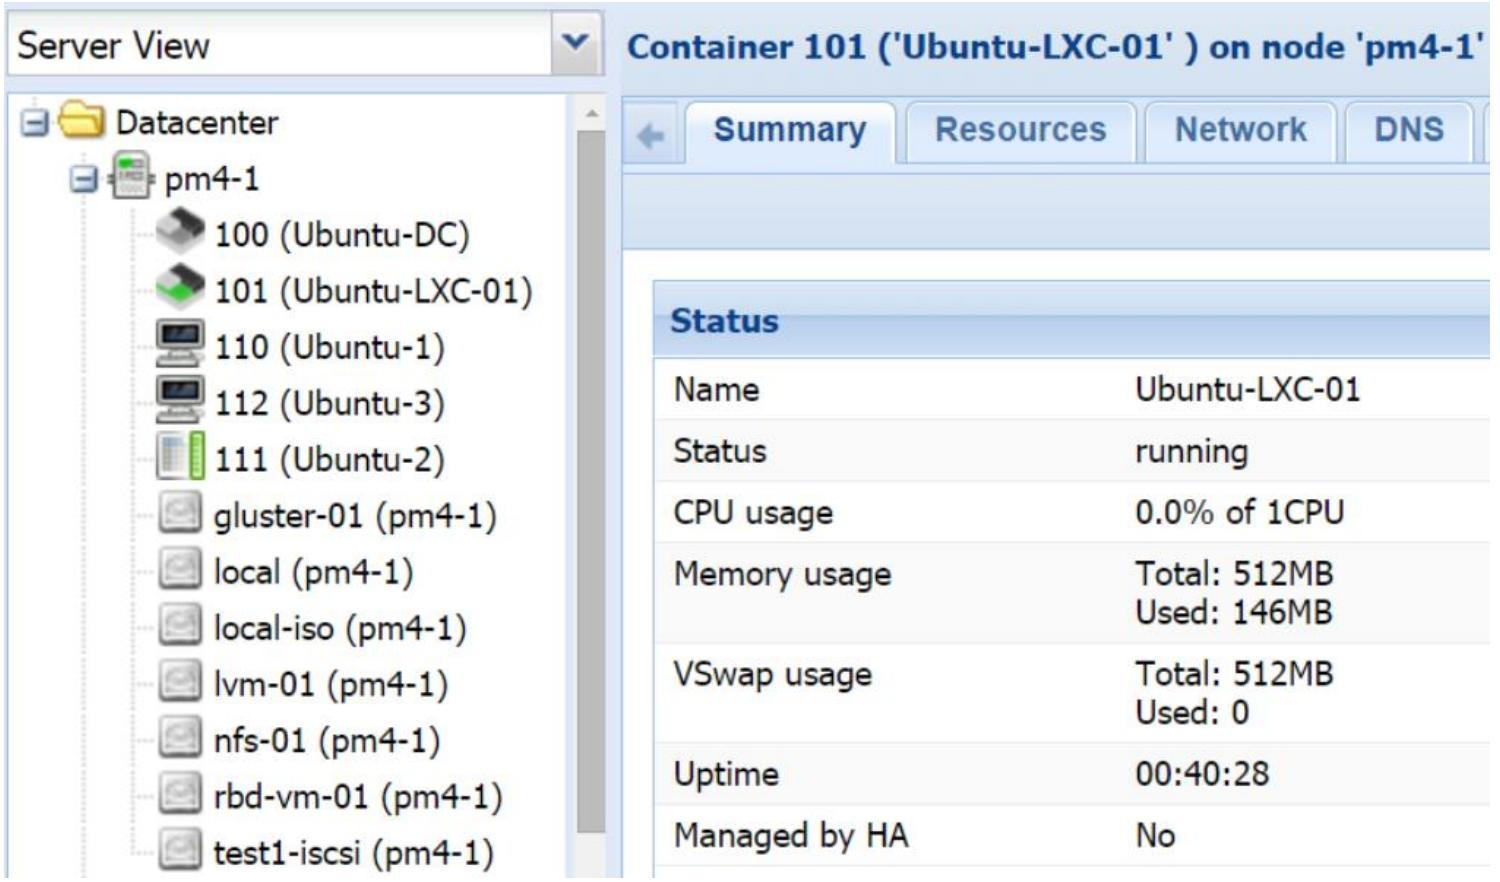 Server View
Datacenter
pm4-1
100 (Ubuntu-DC)
101 (Ubuntu-LXC-01)
110 (Ubuntu-1)
112 (Ubuntu-3)
111 (Ubuntu-2)
gluster-01 (pm4-1)
local (pm4-1)
local-iso (pm4-1)
lvm-01 (pm4-1)
nfs-01 (pm4-1)
rbd-vm-01 (pm4-1)
test1-iscsi (pm4-1)
Container 101 ('Ubuntu-LXC-01' ) on node 'pm4-1'
Summary Resources Network DNS
Status
Name Ubuntu-LXC-01
Status running
CPU usage 0.0% of 1CPU
Memory usage Total: 512MB
Used: 146MB
VSwap usage Total: 512MB
Used: 0
Uptime 00:40:28
Managed by HA No